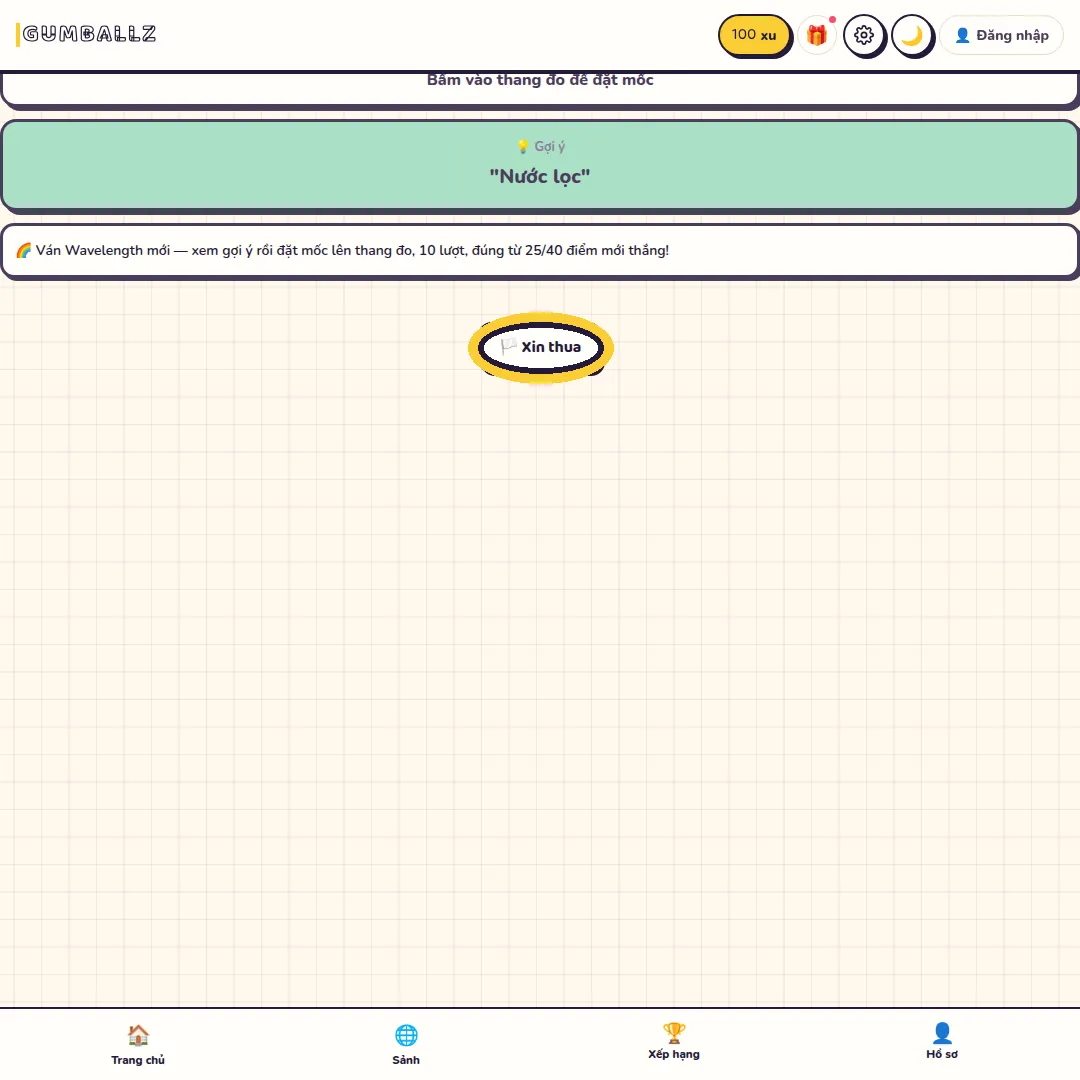 GUMBALLZ
100 xu
Đăng nhập
Bấm vào thang đo để đặt mốc
Gợi ý
"Nước lọc"
Ván Wavelength mới — xem gợi ý rồi đặt mốc lên thang đo, 10 lượt, đúng từ 25/40 điểm mới thắng!
Xin thua
Trang chủ
Sảnh
Xếp hạng
Hồ sơ